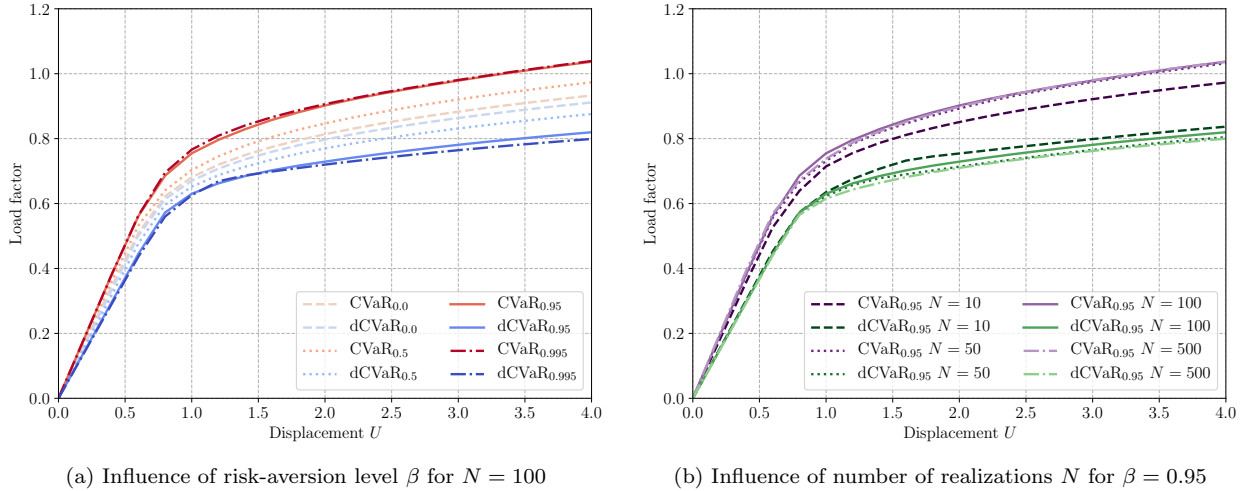 1.2
1.0
0.8
0.6
0.4
0.2
0.0
Load factor
0.0 0.5 1.0 1.5 2.0 2.5 3.0 3.5 4.0
Displacement U
CVaR0.0
dCVaR0.0
CVaR0.5
dCVaR0.5
CVaR0.95
dCVaR0.95
CVaR0.995
dCVaR0.995
(a) Influence of risk-aversion level β for N = 100
1.2
1.0
0.8
0.6
0.4
0.2
0.0
Load factor
0.0 0.5 1.0 1.5 2.0 2.5 3.0 3.5 4.0
Displacement U
CVaR0.95 N = 10
dCVaR0.95 N = 10
CVaR0.95 N = 50
dCVaR0.95 N = 50
CVaR0.95 N = 100
dCVaR0.95 N = 100
CVaR0.95 N = 500
dCVaR0.95 N = 500
(b) Influence of number of realizations N for β = 0.95